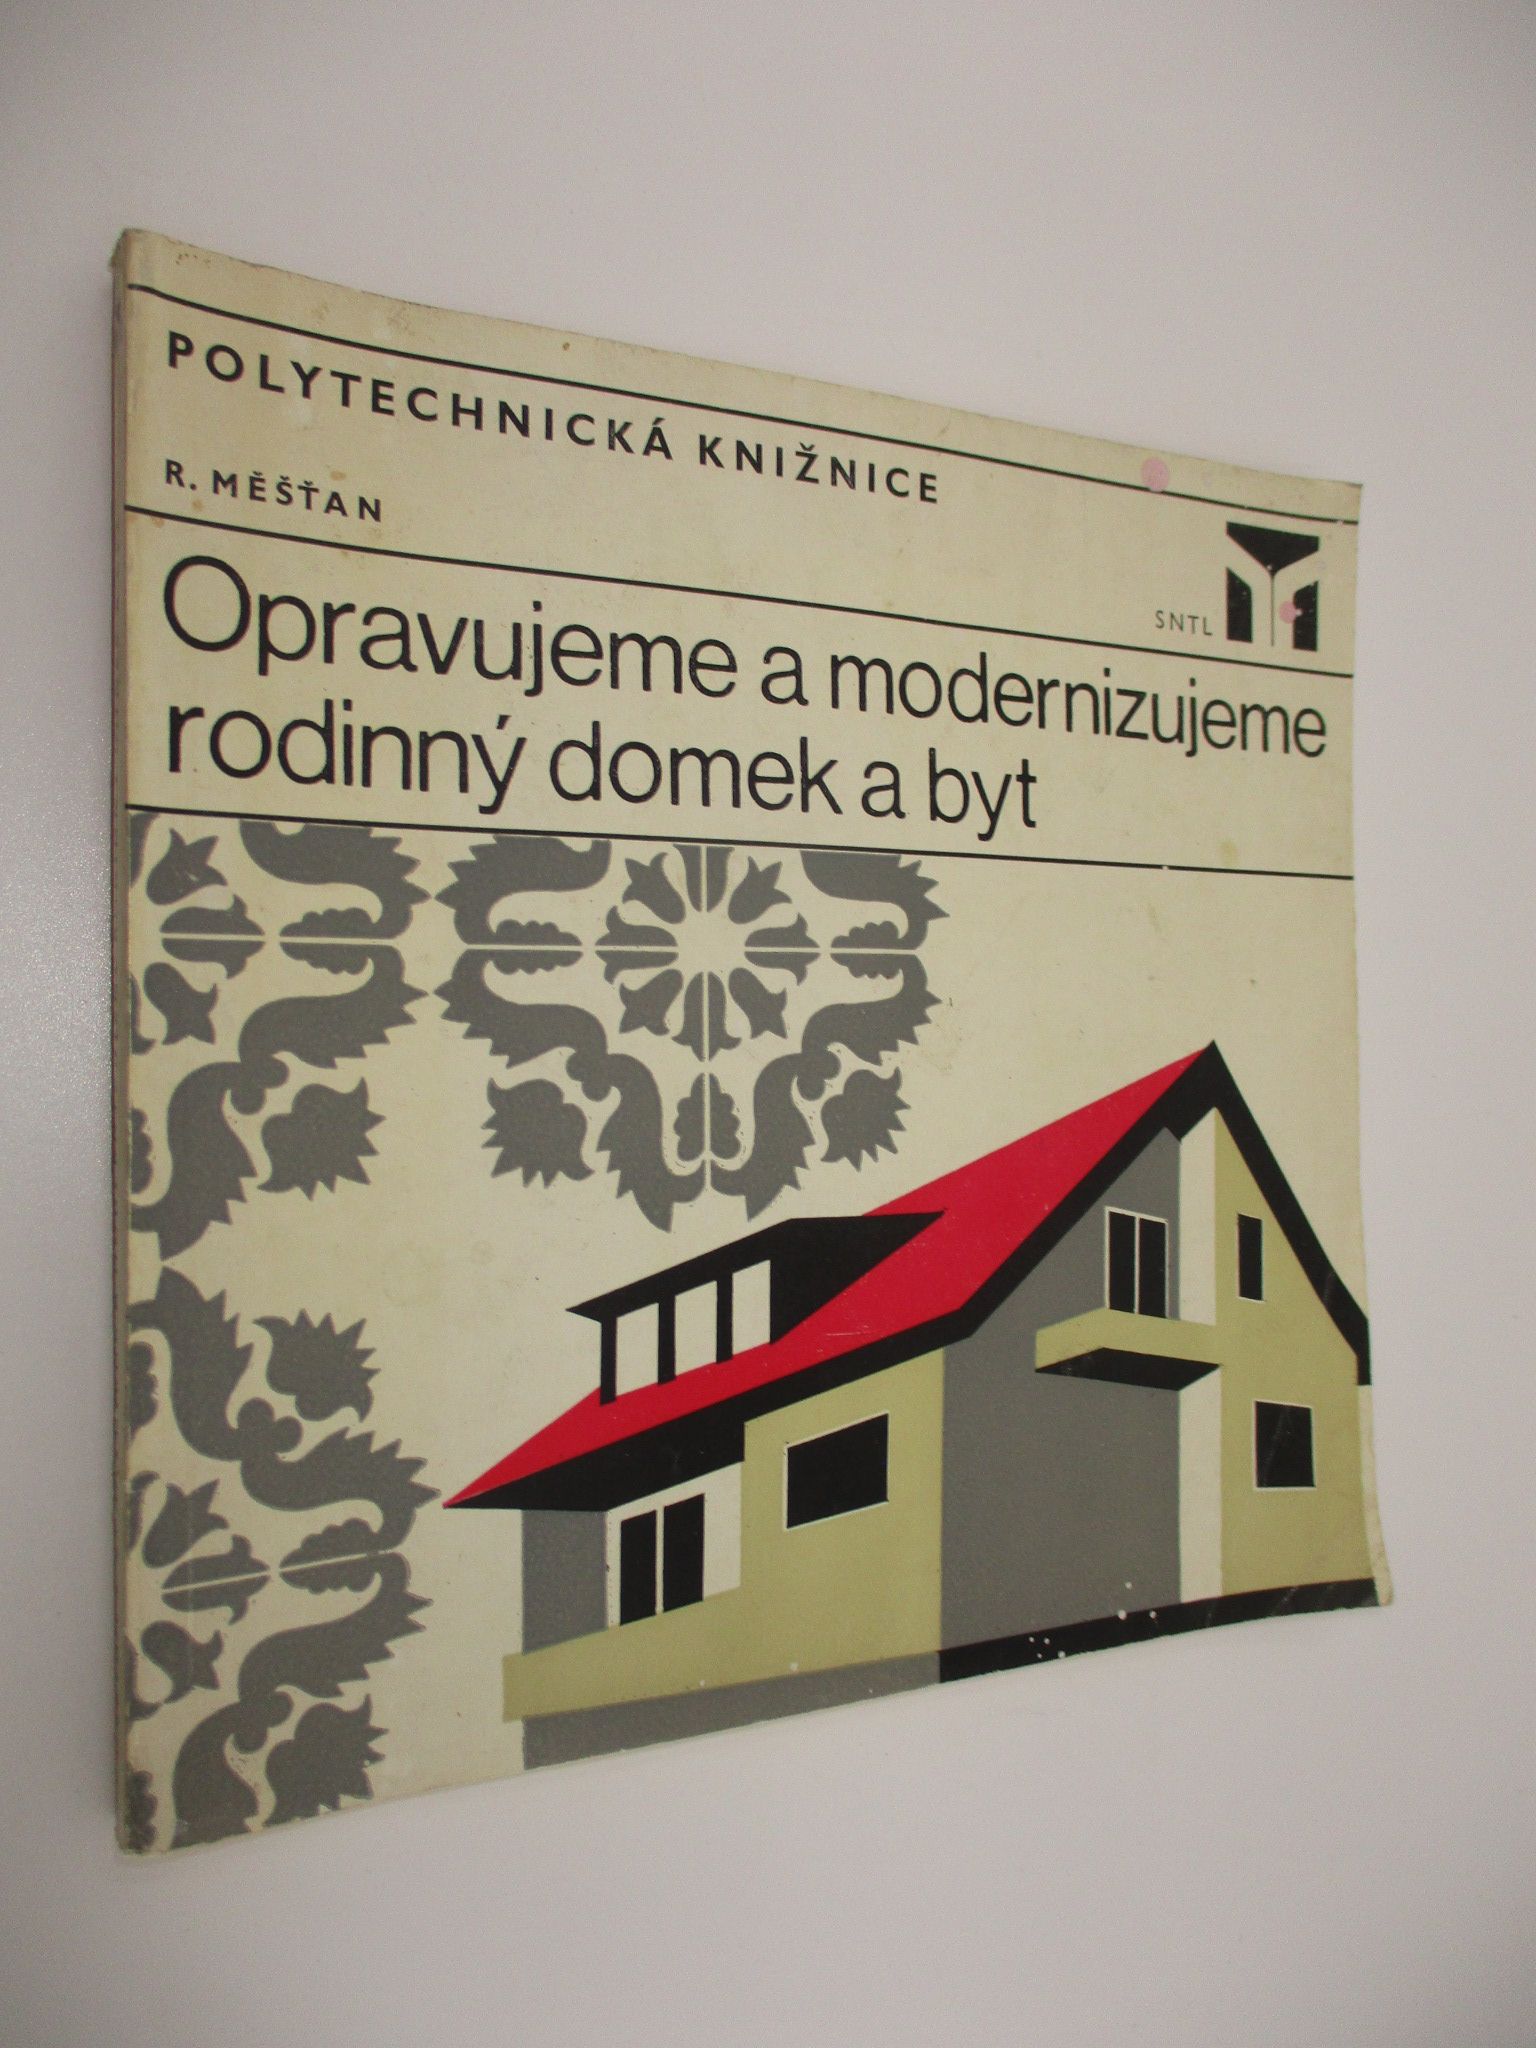 POLYTECHNICKÁ KNIŽNICE
R. MĚŠŤAN
SNTL
Opravujeme a modernizujeme
rodinný domek a byt